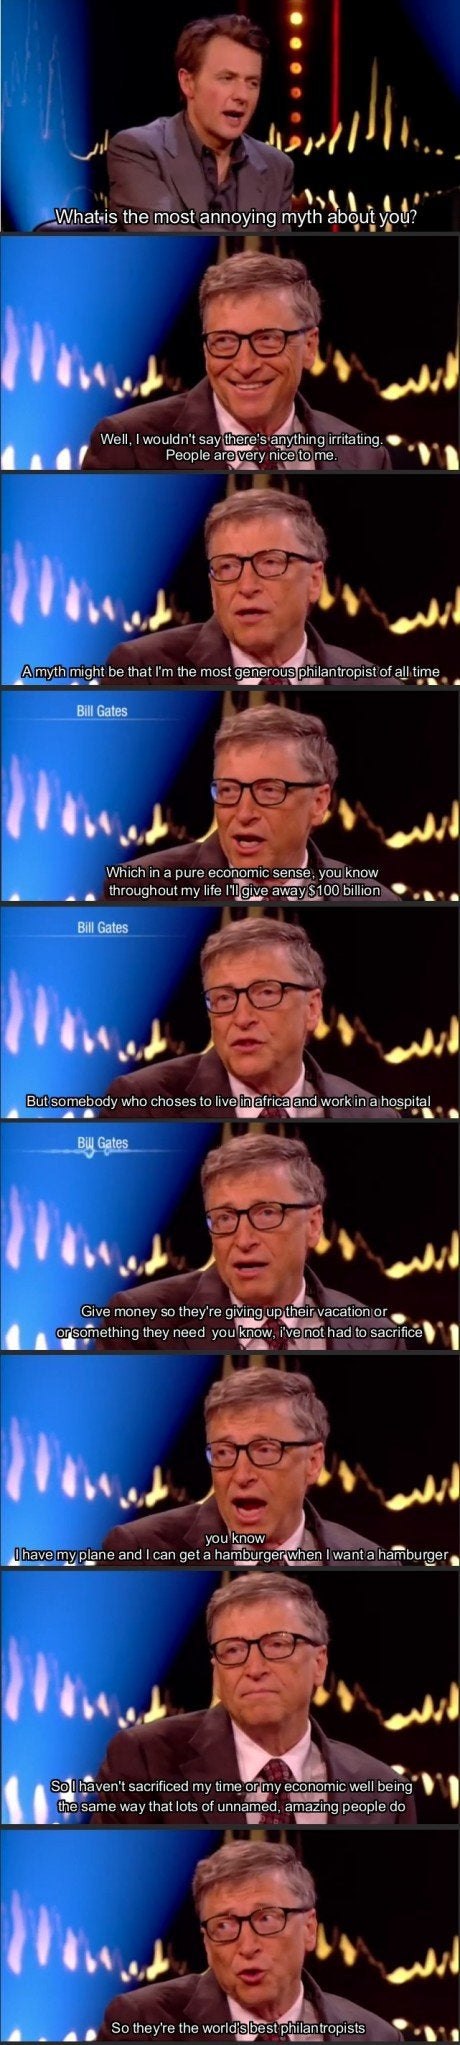 What is the most annoying myth about you?
Well, I wouldn't say there's anything irritating.
People are very nice to me.
A myth might be that I'm the most generous philantropist of all time
Bill Gates
Which in a pure economic sense, you know
throughout my life I'll give away $100 billion
Bill Gates
But somebody who choses to live in africa and work in a hospital
Bill Gates
Give money so they're giving up their vacation or
or something they need you know, i've not had to sacrifice
you know
I have my plane and I can get a hamburger when I want a hamburger
So I haven't sacrificed my time or my economic well being
the same way that lots of unnamed, amazing people do
So they're the world's best philantropists